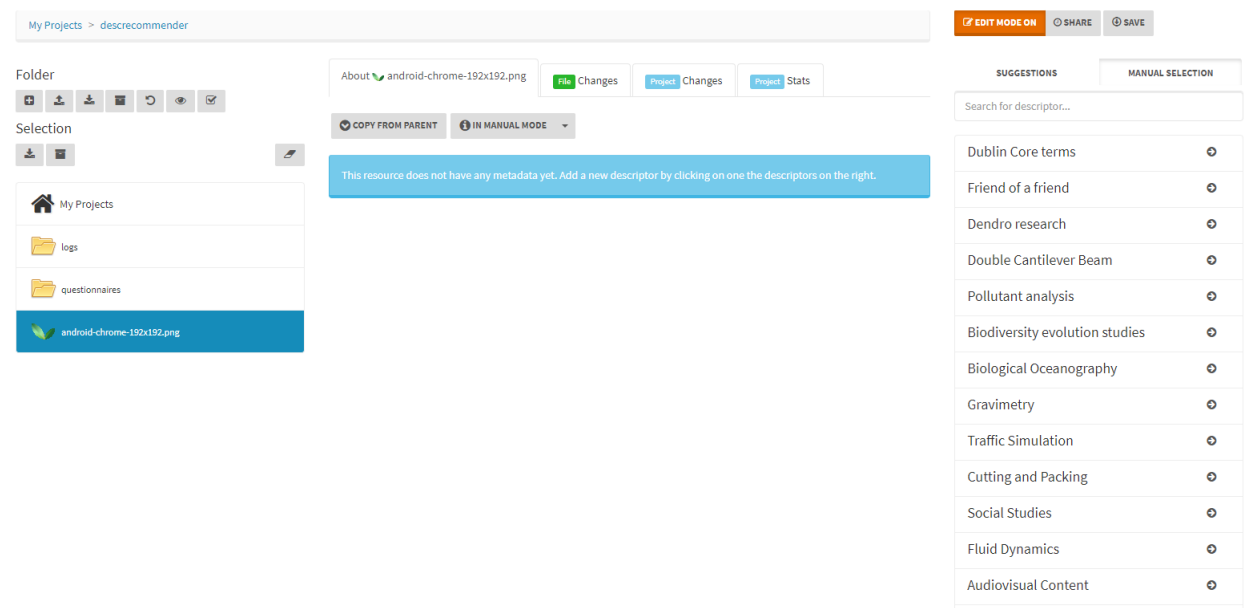 My Projects > descrecommender
EDIT MODE ON SHARE SAVE
Folder
Selection
My Projects
logs
questionnaires
android-chrome-192x192.png
About android-chrome-192x192.png
File Changes
Project Changes
Project Stats
COPY FROM PARENT
IN MANUAL MODE
This resource does not have any metadata yet. Add a new descriptor by clicking on one the descriptors on the right.
SUGGESTIONS
MANUAL SELECTION
Search for descriptor...
Dublin Core terms
Friend of a friend
Dendro research
Double Cantilever Beam
Pollutant analysis
Biodiversity evolution studies
Biological Oceanography
Gravimetry
Traffic Simulation
Cutting and Packing
Social Studies
Fluid Dynamics
Audiovisual Content